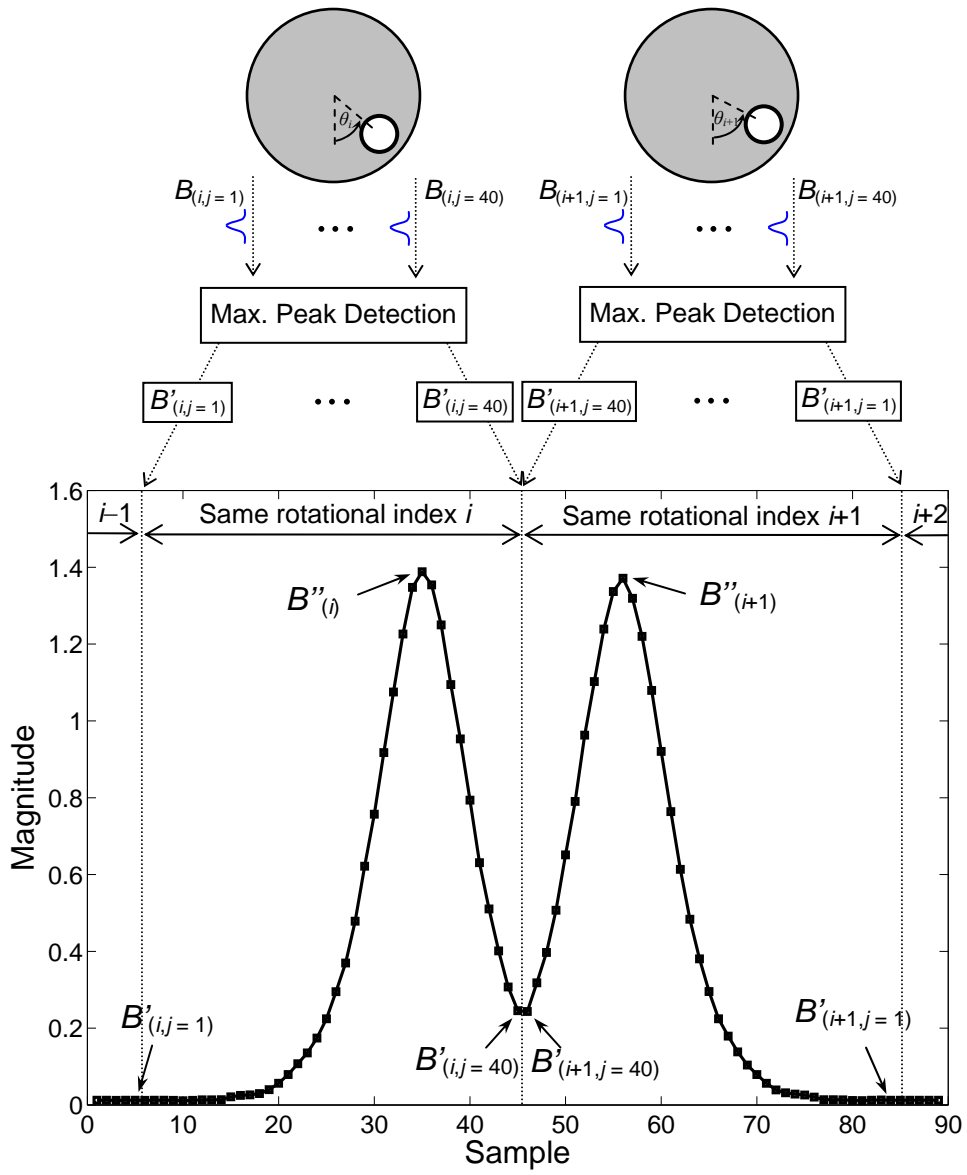 θi θi+1
B(i,j = 1) B(i,j = 40) B(i+1,j = 1) B(i+1,j = 40)
••• •••
Max. Peak Detection Max. Peak Detection
B'(i,j = 1) ••• B'(i,j = 40) B'(i+1,j = 40) ••• B'(i+1,j = 1)
i–1 Same rotational index i Same rotational index i+1 i+2
B''(i) B''(i+1)
B'(i,j = 1) B'(i+1,j = 1)
B'(i,j = 40) B'(i+1,j = 40)
1.6
1.4
1.2
1
0.8
0.6
0.4
0.2
0
Magnitude
0 10 20 30 40 50 60 70 80 90
Sample